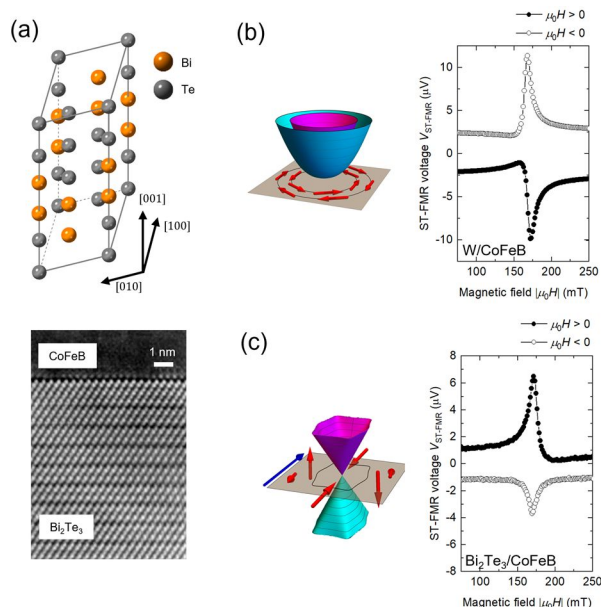 (a)
Bi
Te
[001]
[100]
[010]
CoFeB
1 nm
Bi2Te3
(b)
μ0H > 0
μ0H < 0
10
5
0
-5
-10
ST-FMR voltage VST-FMR (μV)
W/CoFeB
100 150 200 250
Magnetic field |μ0H| (mT)
(c)
μ0H > 0
μ0H < 0
8
6
4
2
0
-2
-4
-6
-8
ST-FMR voltage VST-FMR (μV)
Bi2Te3/CoFeB
100 150 200 250
Magnetic field |μ0H| (mT)